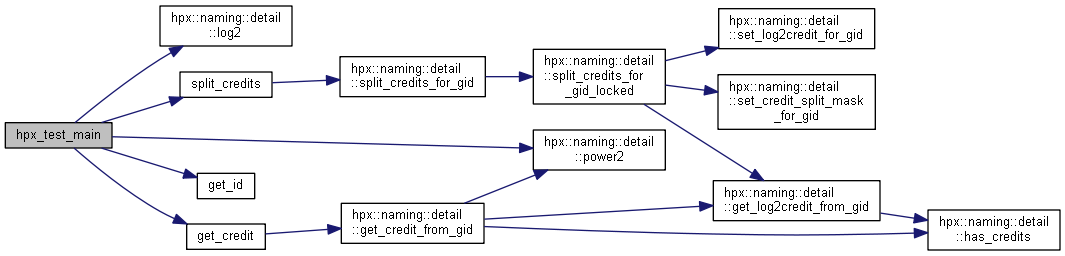 hpx_test_main
hpx::naming::detail
::log2
split_credits
hpx::naming::detail
::power2
get_id
get_credit
hpx::naming::detail
::split_credits_for_gid
hpx::naming::detail
::split_credits_for
_gid_locked
hpx::naming::detail
::set_log2credit_for_gid
hpx::naming::detail
::set_credit_split_mask
_for_gid
hpx::naming::detail
::get_credit_from_gid
hpx::naming::detail
::get_log2credit_from_gid
hpx::naming::detail
::has_credits